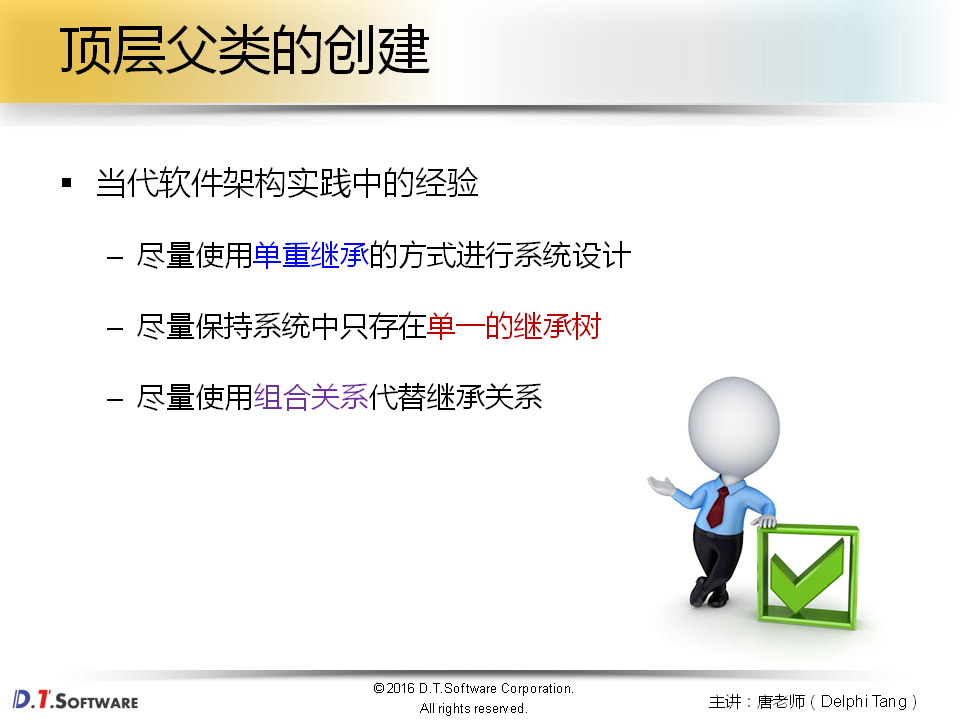 顶层父类的创建
▪ 当代软件架构实践中的经验
– 尽量使用单重继承的方式进行系统设计
– 尽量保持系统中只存在单一的继承树
– 尽量使用组合关系代替继承关系
D.T.SOFTWARE
©2016 D.T.Software Corporation.
All rights reserved.
主讲：唐老师（Delphi Tang）